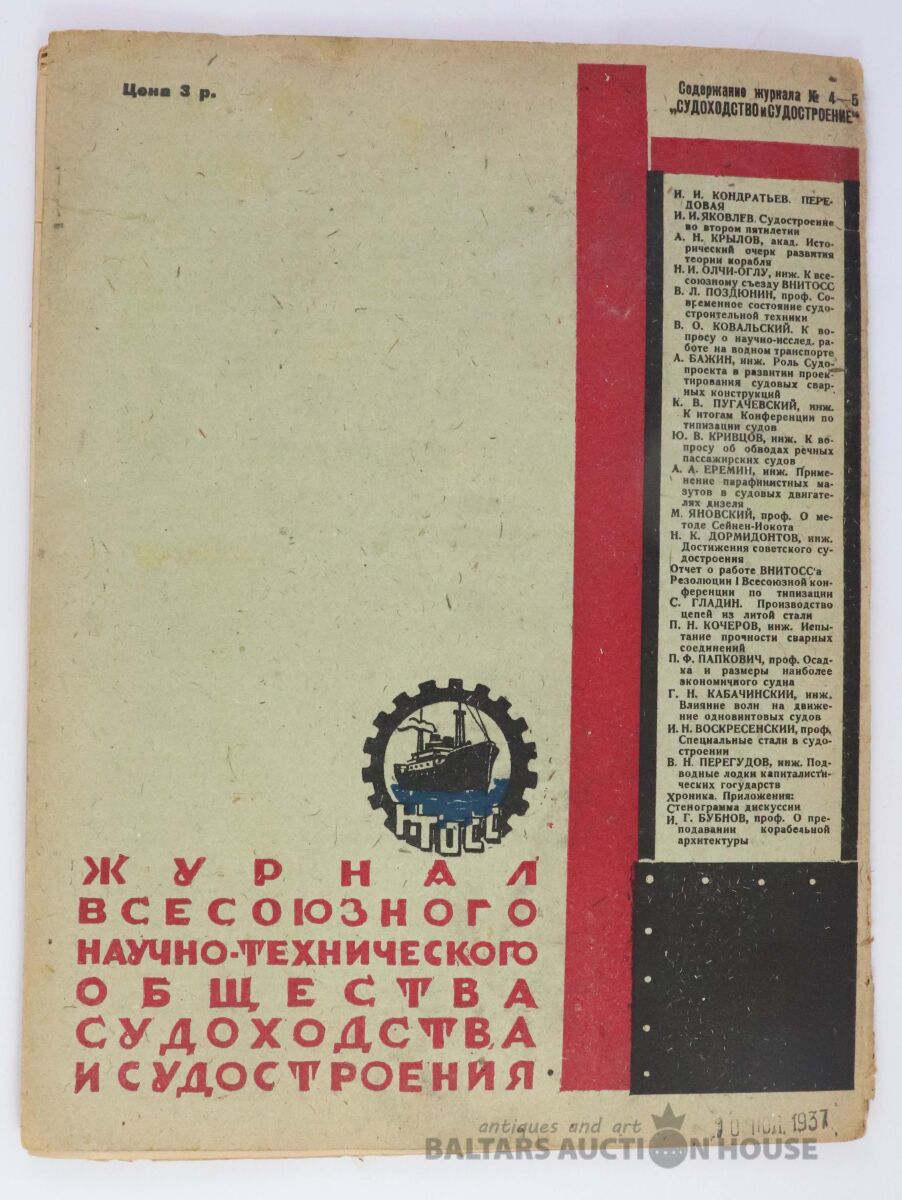 Цена 3 р.
Содержание журнала № 4—5
„СУДОХОДСТВО и СУДОСТРОЕНИЕ“
И. И. КОНДРАТЬЕВ. ПЕРЕ-
ДОВАЯ
И. И. ЯКОВЛЕВ. Судостроение
во втором пятилетии
А. Н. КРЫЛОВ, акад. Исто-
рический очерк развития
теории корабля
Н. И. ОЛЧИ-ОГЛУ, инж. К все-
союзному съезду ВНИТОСС
В. Л. ПОЗДЮНИН, проф. Со-
временное состояние судо-
строительной техники
В. О. КОВАЛЬСКИЙ. К во-
просу о научно-исслед. ра-
боте на водном транспорте
А. БАЖИН, инж. Роль Судо-
проекта в развитии проек-
тирования судовых свар-
ных конструкций
К. В. ПУГАЧЕВСКИЙ, инж.
К итогам Конференции по
типизации судов
Ю. В. КРИВЦОВ, инж. К во-
просу об обводах речных
пассажирских судов
А. А. ЕРЕМИН, инж. Приме-
нение парафинистных ма-
зутов в судовых двигате-
лях дизеля
М. ЯНОВСКИЙ, проф. О ме-
тоде Сейнен-Иокота
Н. К. ДОРМИДОНТОВ, инж.
Достижения советского су-
достроения
Отчет о работе ВНИТОСС'а
Резолюции I Всесоюзной кон-
ференции по типизации
С. ГЛАДИН. Производство
цепей из литой стали
П. Н. КОЧЕРОВ, инж. Испы-
тание прочности сварных
соединений
П. Ф. ПАПКОВИЧ, проф. Осад-
ка и размеры наиболее
экономичного судна
Г. Н. КАБАЧИНСКИЙ, инж.
Влияние волн на движе-
ние одновинтовых судов
И. Н. ВОСКРЕСЕНСКИЙ, проф.
Специальные стали в судо-
строении
В. Н. ПЕРЕГУДОВ, инж. Под-
водные лодки капиталисти-
ческих государств
Хроника. Приложения:
Стенограмма дискуссии
И. Г. БУБНОВ, проф. О пре-
подавании корабельной
архитектуры
НТОСС
ЖУРНАЛ
ВСЕСОЮЗНОГО
НАУЧНО-ТЕХНИЧЕСКОГО
ОБЩЕСТВА
СУДОХОДСТВА
И СУДОСТРОЕНИЯ
antiques and art
BALTARS AUCTION HOUSE
1937